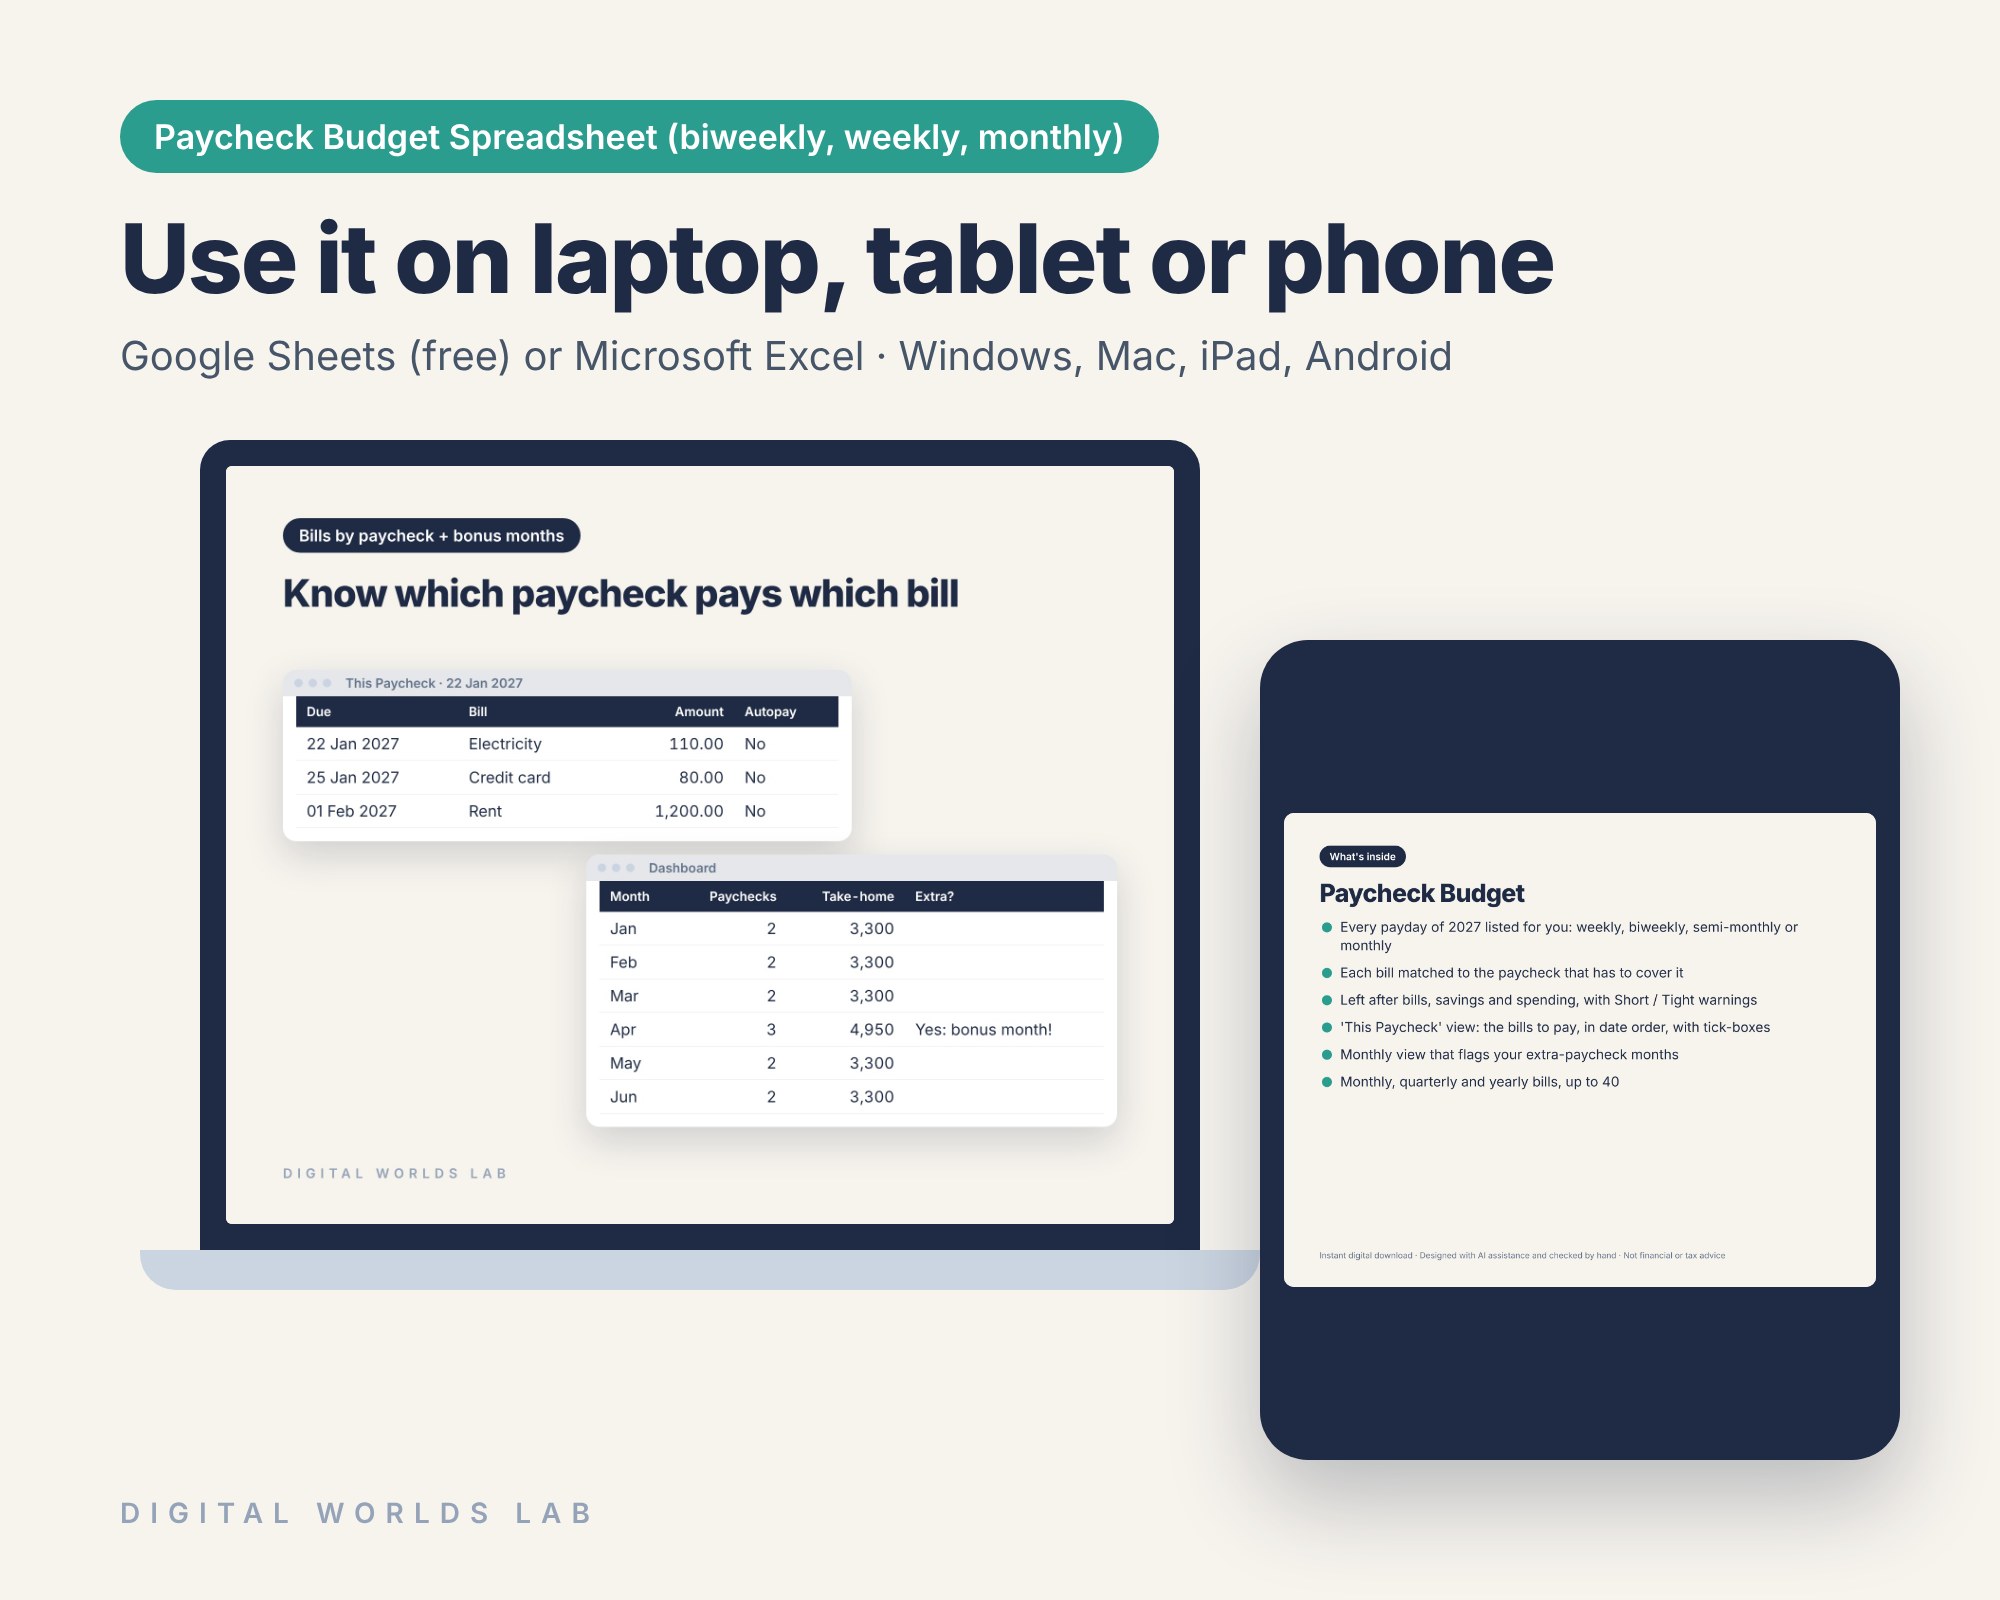 Paycheck Budget Spreadsheet (biweekly, weekly, monthly)
Use it on laptop, tablet or phone
Google Sheets (free) or Microsoft Excel · Windows, Mac, iPad, Android
Bills by paycheck + bonus months
Know which paycheck pays which bill
This Paycheck · 22 Jan 2027
Due Bill Amount Autopay
22 Jan 2027 Electricity 110.00 No
25 Jan 2027 Credit card 80.00 No
01 Feb 2027 Rent 1,200.00 No
Dashboard
Month Paychecks Take-home Extra?
Jan 2 3,300
Feb 2 3,300
Mar 2 3,300
Apr 3 4,950 Yes: bonus month!
May 2 3,300
Jun 2 3,300
DIGITAL WORLDS LAB
What's inside
Paycheck Budget
Every payday of 2027 listed for you: weekly, biweekly, semi-monthly or
monthly
Each bill matched to the paycheck that has to cover it
Left after bills, savings and spending, with Short / Tight warnings
'This Paycheck' view: the bills to pay, in date order, with tick-boxes
Monthly view that flags your extra-paycheck months
Monthly, quarterly and yearly bills, up to 40
Instant digital download · Designed with AI assistance and checked by hand · Not financial or tax advice
DIGITAL WORLDS LAB